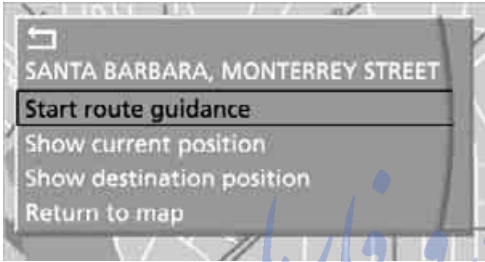 SANTA BARBARA, MONTERREY STREET
Start route guidance
Show current position
Show destination position
Return to map